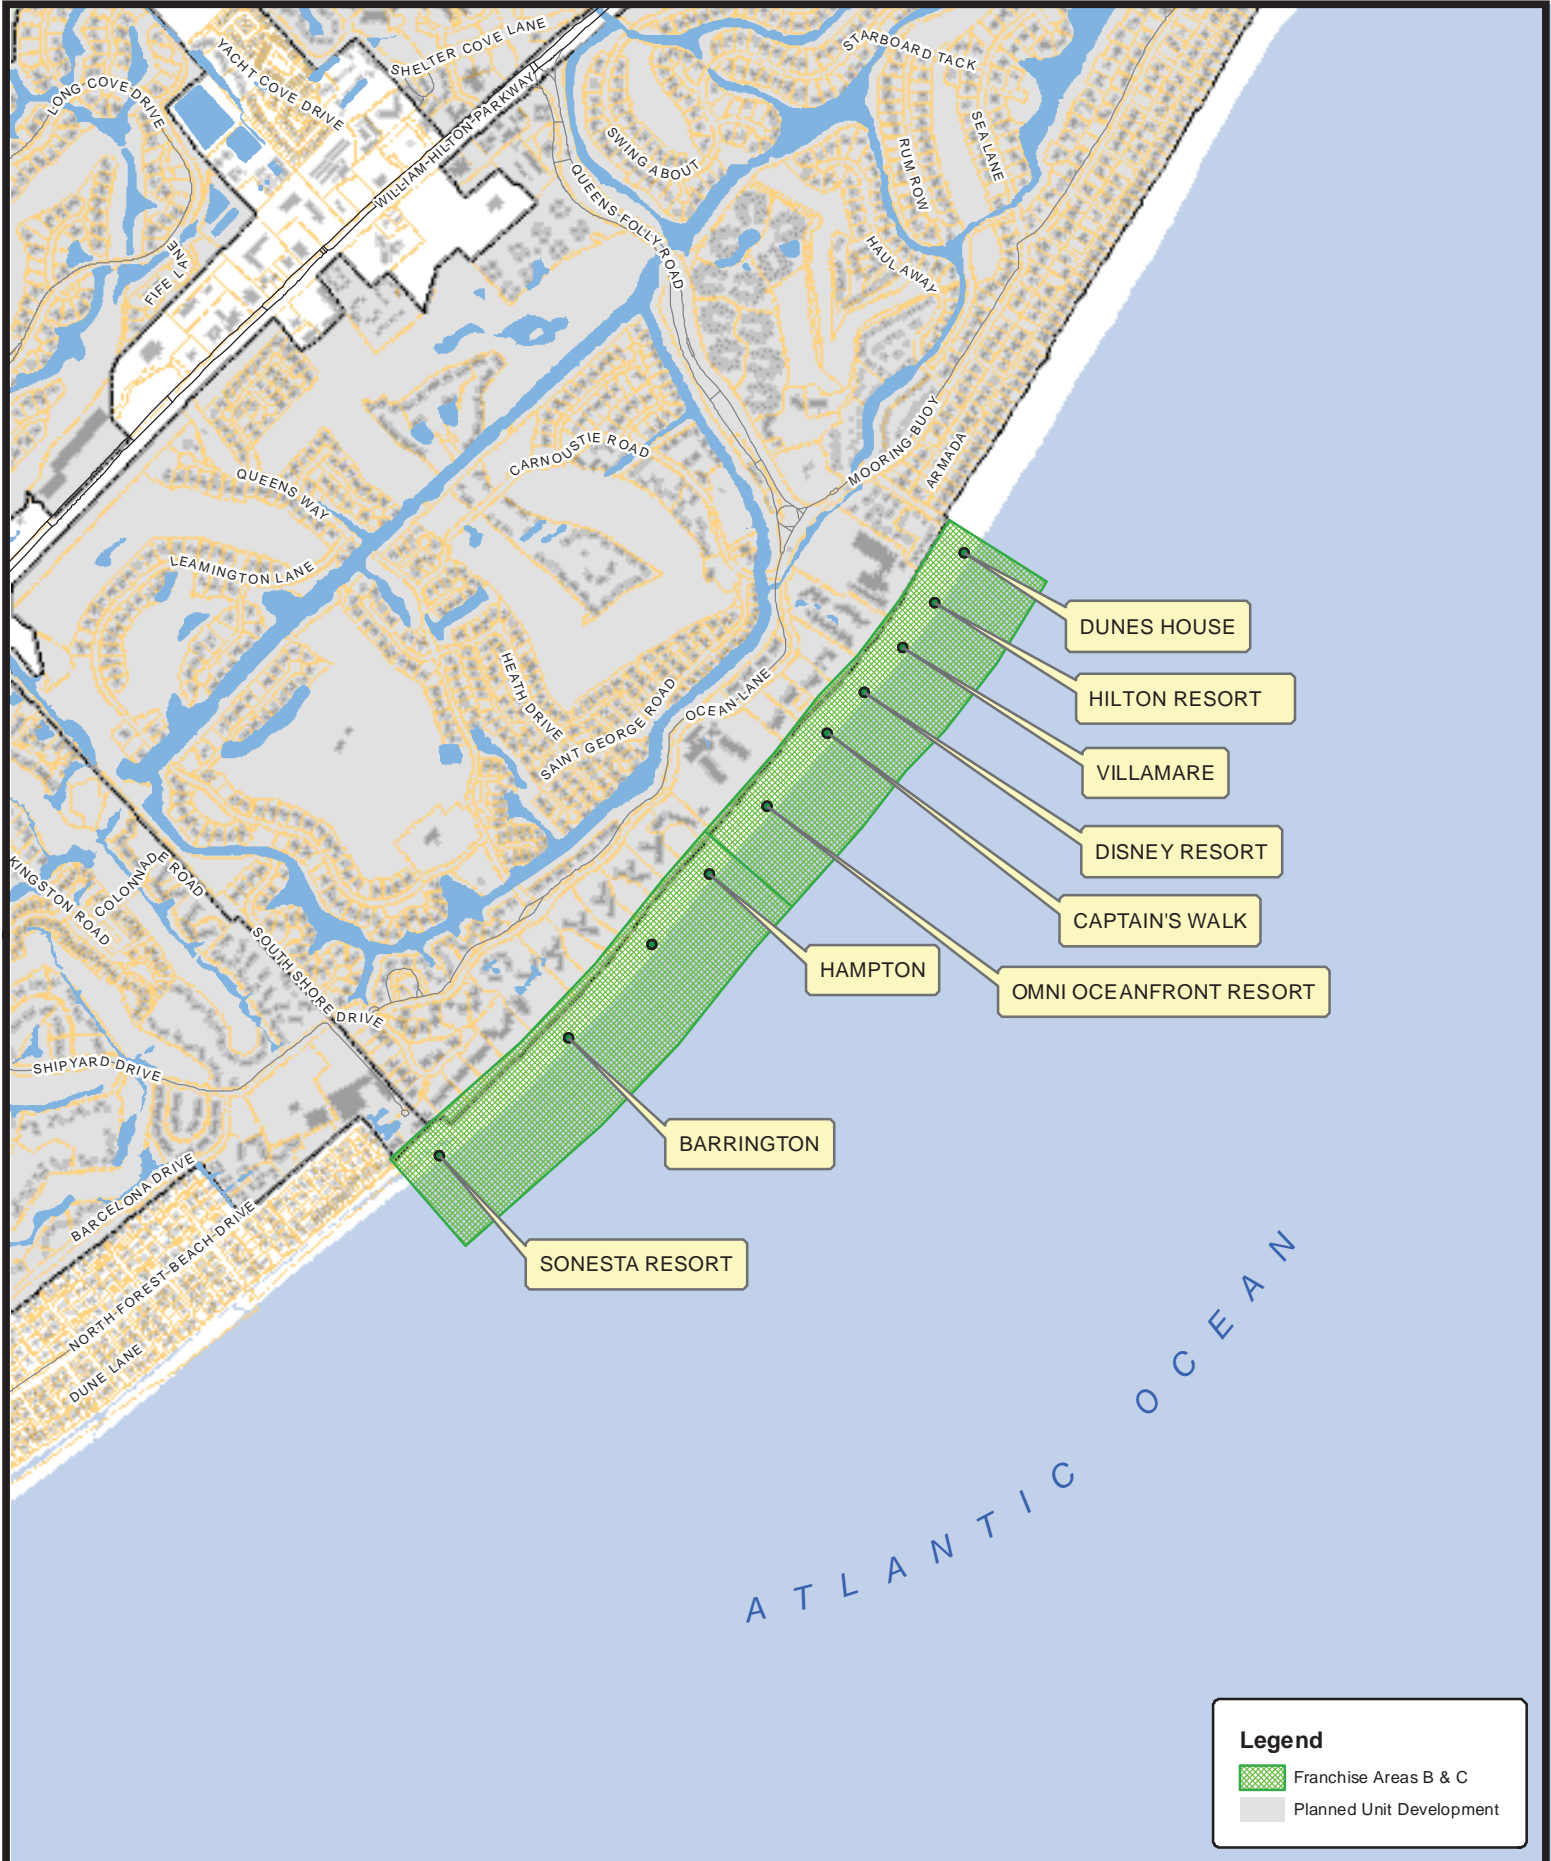 SHELTER COVE LANE
STARBOARD TACK
YACHT COVE DRIVE
LONG COVE DRIVE
WILLIAM HILTON PARKWAY
SWING ABOUT
SEA LANE
RUM ROW
QUEENS FOLLY ROAD
HAUL AWAY
FIFE LANE
MOORING BUOY
ARMADA
CARNOUSTIE ROAD
QUEENS WAY
LEAMINGTON LANE
HEATH DRIVE
SAINT GEORGE ROAD
OCEAN LANE
DUNES HOUSE
HILTON RESORT
VILLAMARE
DISNEY RESORT
CAPTAIN'S WALK
HAMPTON
OMNI OCEANFRONT RESORT
KINGSTON ROAD
COLONNADE ROAD
SOUTH SHORE DRIVE
SHIPYARD DRIVE
BARRINGTON
BARCELONA DRIVE
NORTH FOREST BEACH DRIVE
DUNE LANE
SONESTA RESORT
ATLANTIC OCEAN
Legend
Franchise Areas B & C
Planned Unit Development